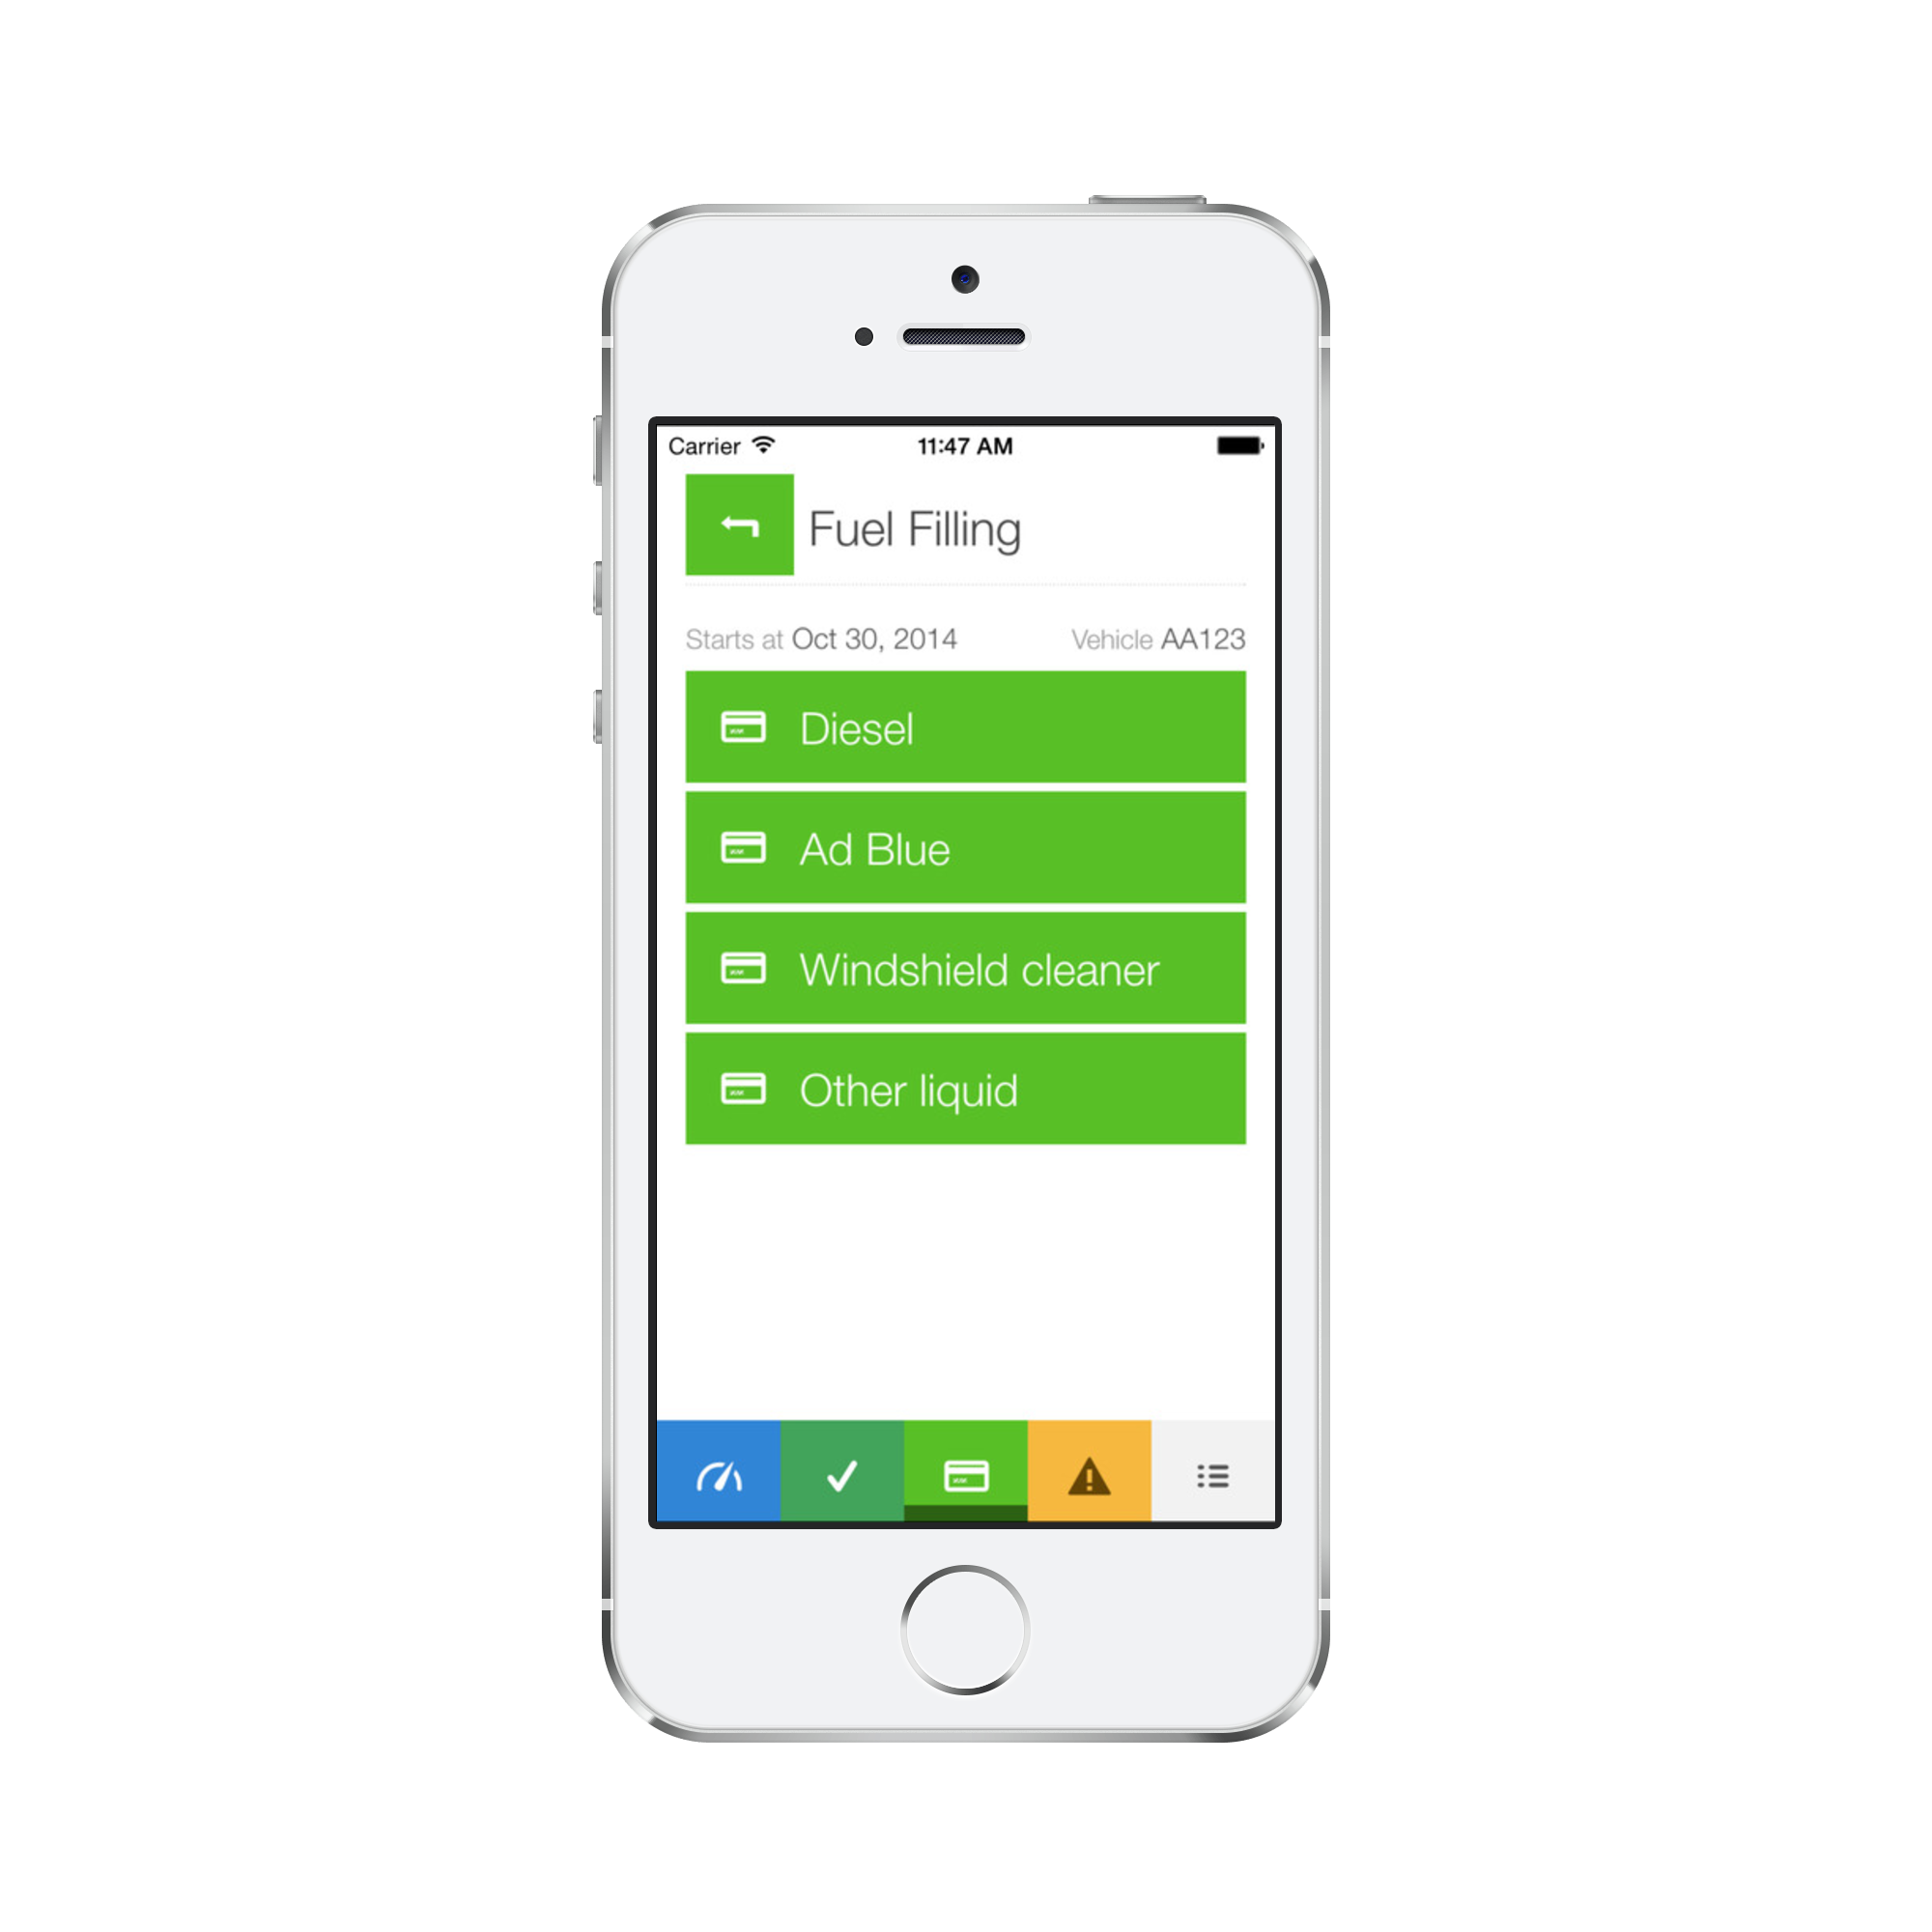 Carrier 11:47 AM
Fuel Filling
Starts at Oct 30, 2014 Vehicle AA123
Diesel
Ad Blue
Windshield cleaner
Other liquid